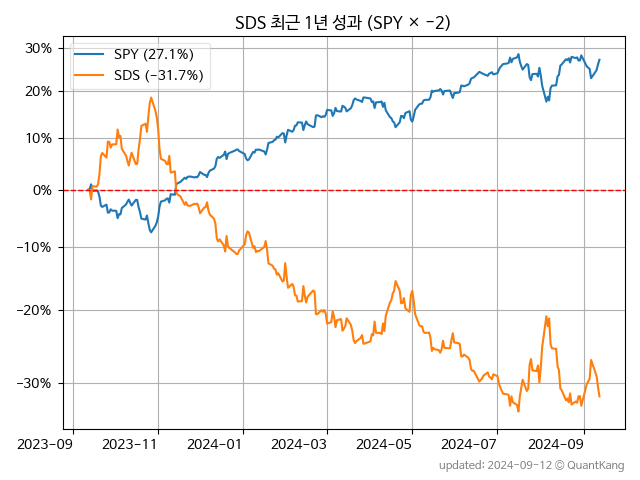 SDS 최근 1년 성과 (SPY × -2)
SPY (27.1%)
SDS (−31.7%)
30%
20%
10%
0%
−10%
−20%
−30%
2023-09 2023-11 2024-01 2024-03 2024-05 2024-07 2024-09
updated: 2024-09-12 © QuantKang